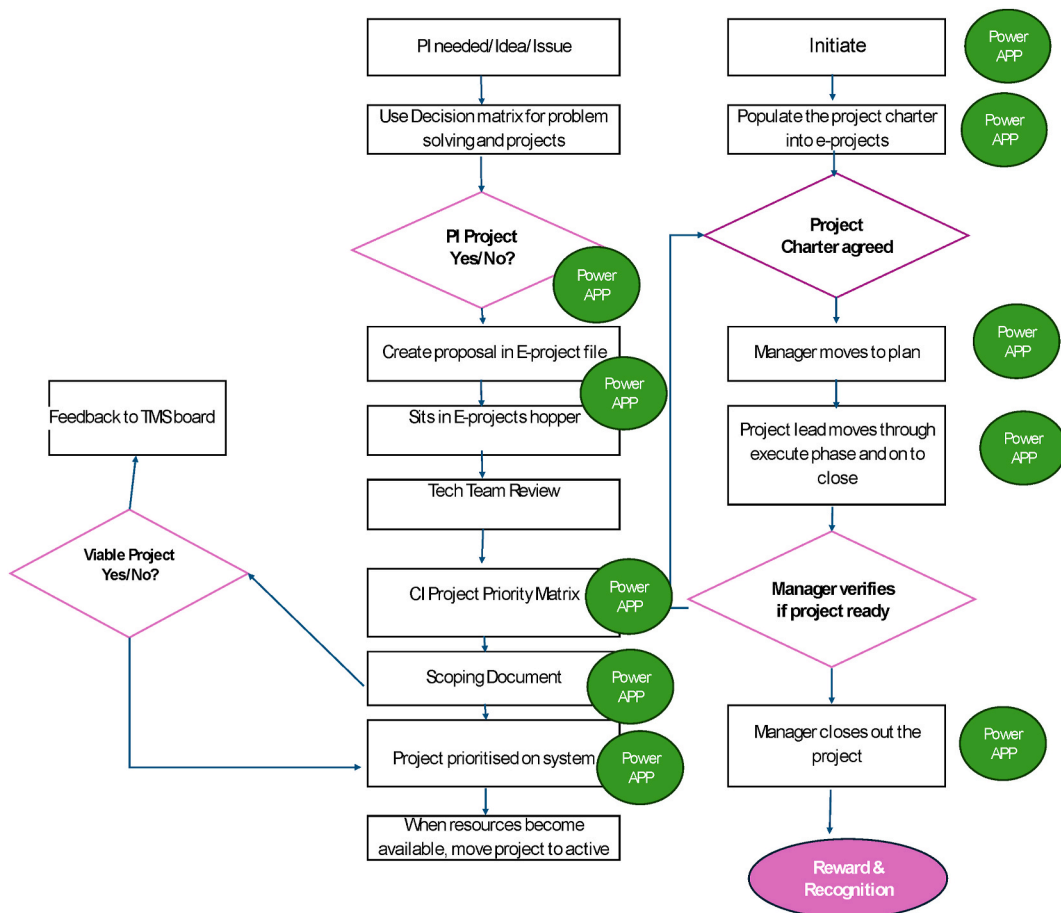 PI needed/ Idea/ Issue
Use Decision matrix for problem
solving and projects
PI Project
Yes/ No?
Power
APP
Create proposal in E-project file
Power
APP
Sits in E-projects hopper
Tech Team Review
CI Project Priority Matrix
Power
APP
Scoping Document
Power
APP
Project prioritised on system
Power
APP
When resources become
available, move project to active
Feedback to TMS board
Viable Project
Yes/ No?
Initiate
Power
APP
Populate the project charter
into e-projects
Power
APP
Project
Charter agreed
Manager moves to plan
Power
APP
Project lead moves through
execute phase and on to
close
Power
APP
Manager verifies
if project ready
Manager closes out the
project
Power
APP
Reward &
Recognition